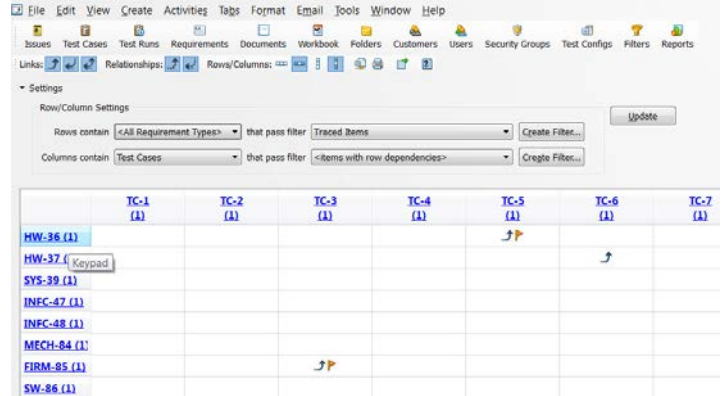 File Edit View Create Activities Tabs Format Email Tools Window Help
Issues Test Cases Test Runs Requirements Documents Workbook Folders Customers Users Security Groups Test Configs Filters Reports
Links: Relationships: Rows/Columns:
Settings
Row/Column Settings
Update
Rows contain <All Requirement Types> that pass filter Traced Items Create Filter...
Columns contain Test Cases that pass filter <items with row dependencies> Create Filter...
TC-1 TC-2 TC-3 TC-4 TC-5 TC-6 TC-7
(1) (1) (1) (1) (1) (1) (1)
HW-36 (1)
HW-37 (
Keypad
SYS-39 (1)
INFC-47 (1)
INFC-48 (1)
MECH-84 (1)
FIRM-85 (1)
SW-86 (1)